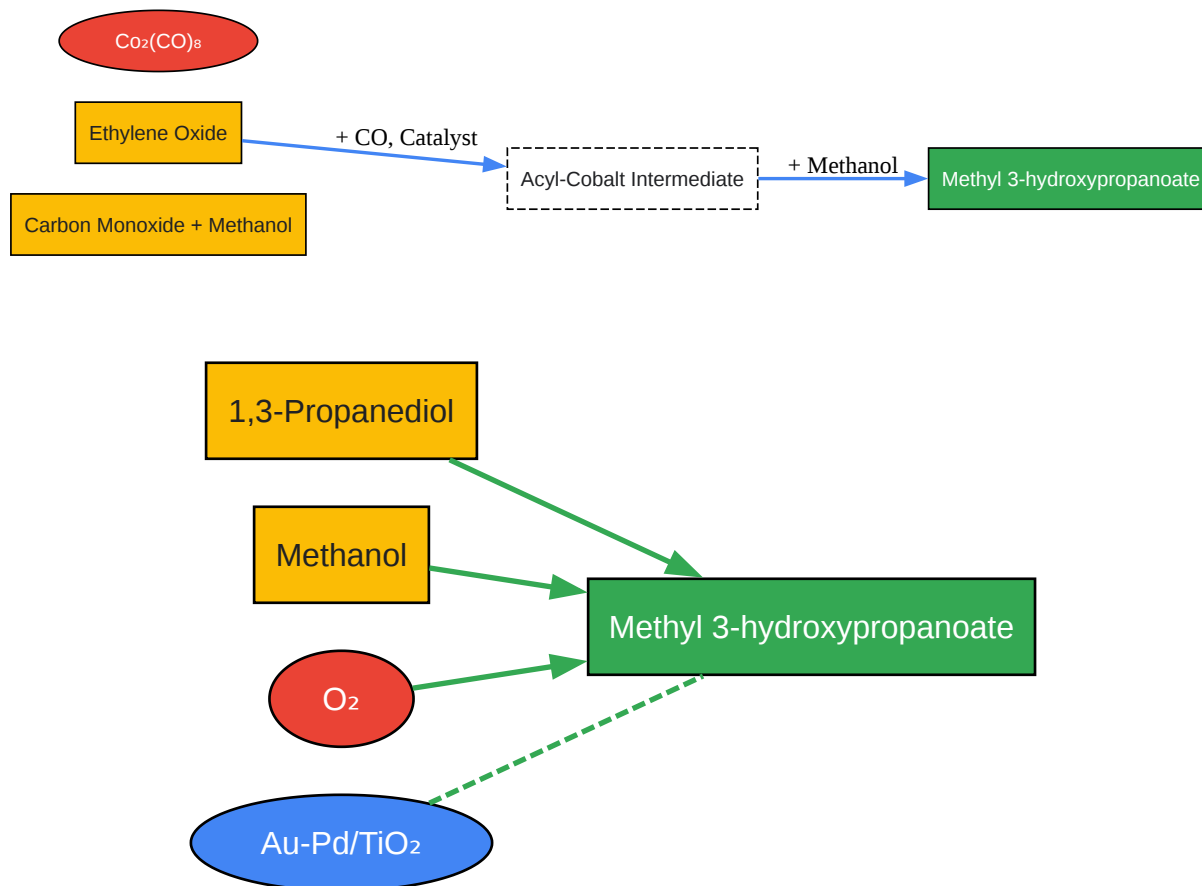 Co₂(CO)₈
Ethylene Oxide
+ CO, Catalyst
Acyl-Cobalt Intermediate
+ Methanol
Methyl 3-hydroxypropanoate
Carbon Monoxide + Methanol
1,3-Propanediol
Methanol
Methyl 3-hydroxypropanoate
O₂
Au-Pd/TiO₂